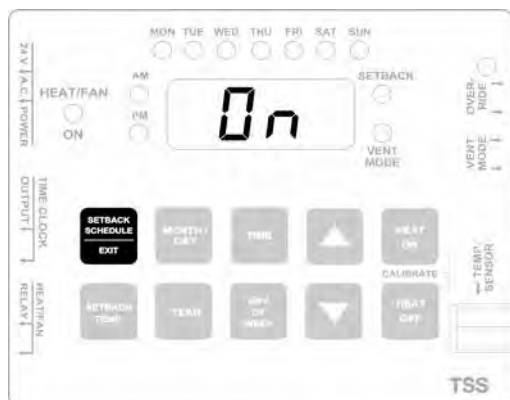 MON TUE WED THU FRI SAT SUN
24 V
A.C.
POWER
HEAT/FAN
ON
AM
PM
On
SETBACK
VENT
MODE
OVER-
RIDE
VENT
MODE
TIME CLOCK
OUTPUT
SETBACK
SCHEDULE
EXIT
MONTH /
DAY
TIME
HEAT
ON
CALIBRATE
TEMP.
SENSOR
HEAT/FAN
RELAY
SETBACK
TEMP
YEAR
DAY
OF
WEEK
HEAT
OFF
TSS